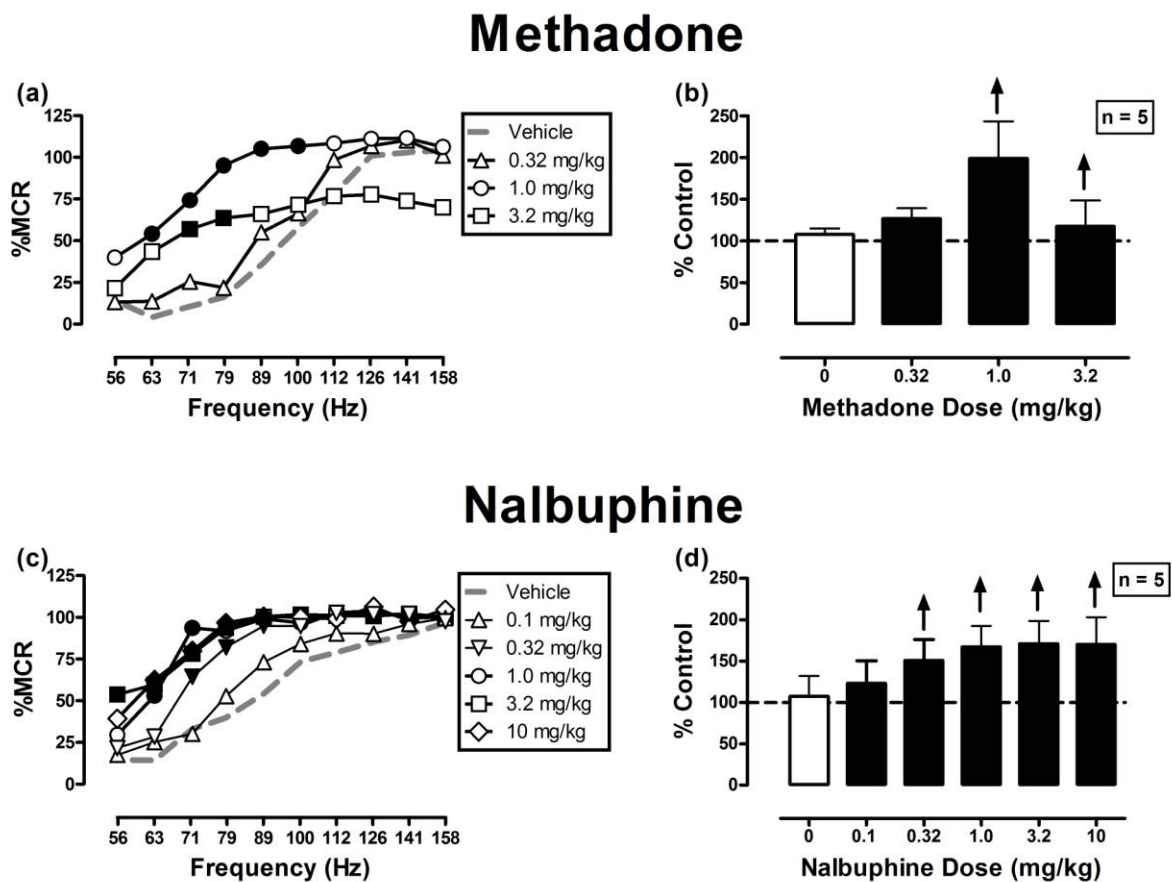 Methadone
(a)
%MCR
125
100
75
50
25
0
56 63 71 79 89 100 112 126 141 158
Frequency (Hz)
Vehicle
0.32 mg/kg
1.0 mg/kg
3.2 mg/kg
(b)
n = 5
% Control
250
200
150
100
50
0
0 0.32 1.0 3.2
Methadone Dose (mg/kg)
Nalbuphine
(c)
%MCR
125
100
75
50
25
0
56 63 71 79 89 100 112 126 141 158
Frequency (Hz)
Vehicle
0.1 mg/kg
0.32 mg/kg
1.0 mg/kg
3.2 mg/kg
10 mg/kg
(d)
n = 5
% Control
250
200
150
100
50
0
0 0.1 0.32 1.0 3.2 10
Nalbuphine Dose (mg/kg)